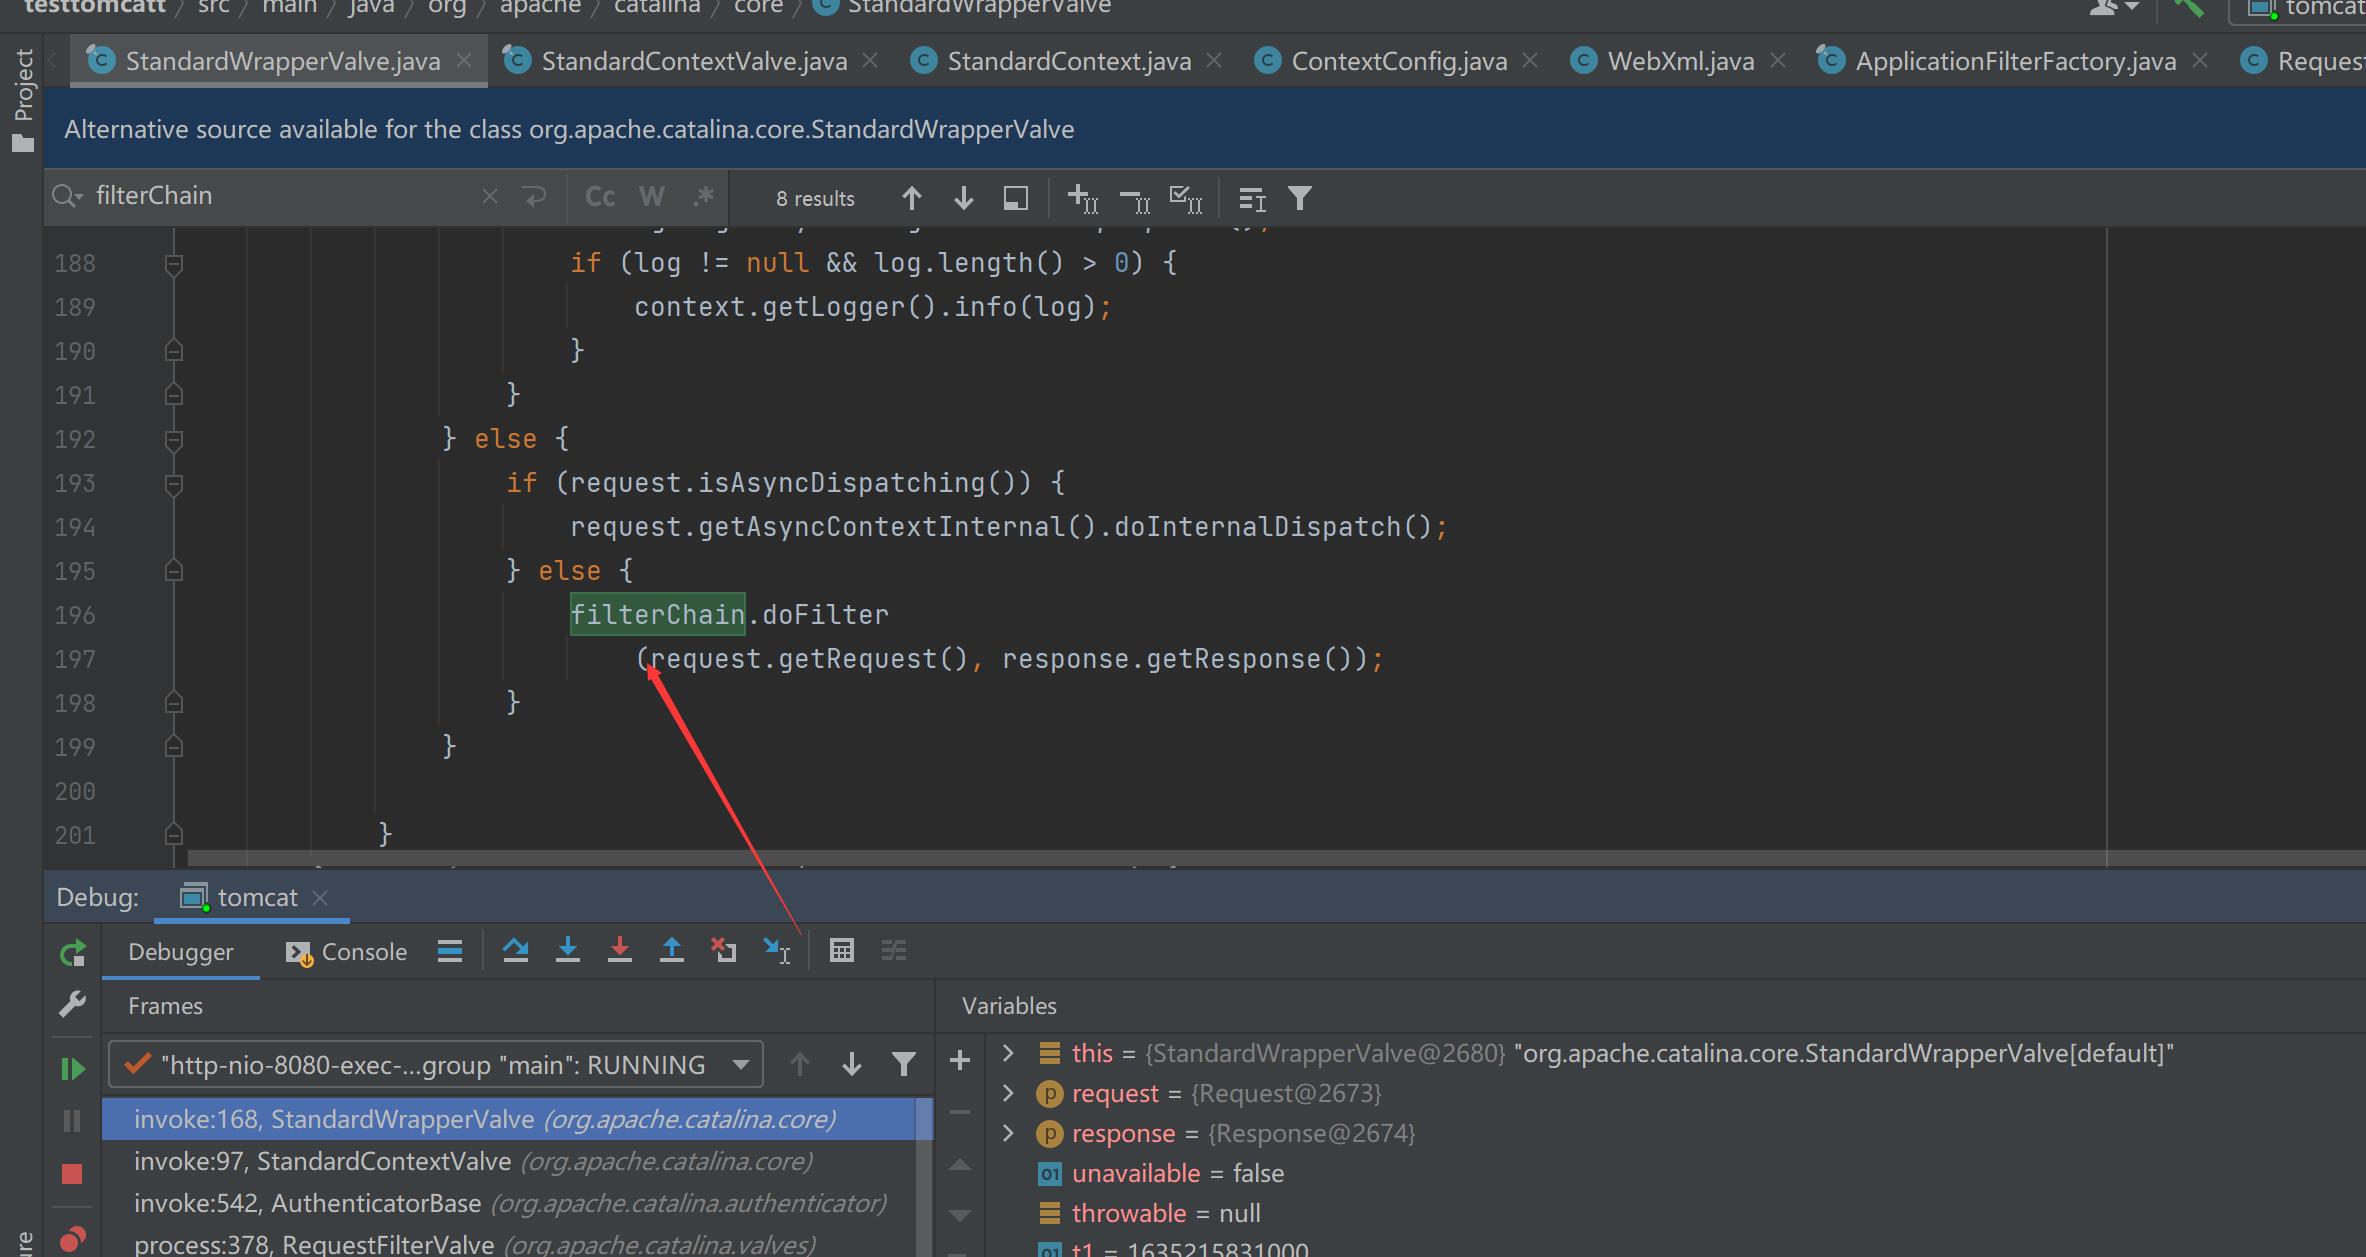 testtomcatt / src / main / java / org / apache / catalina / core / StandardWrapperValve
tomcat
Project
StandardWrapperValve.java StandardContextValve.java StandardContext.java ContextConfig.java WebXml.java ApplicationFilterFactory.java Request
Alternative source available for the class org.apache.catalina.core.StandardWrapperValve
filterChain Cc W .* 8 results
188 if (log != null && log.length() > 0) {
189 context.getLogger().info(log);
190 }
191 }
192 } else {
193 if (request.isAsyncDispatching()) {
194 request.getAsyncContextInternal().doInternalDispatch();
195 } else {
196 filterChain.doFilter
197 (request.getRequest(), response.getResponse());
198 }
199 }
200
201 }
Debug: tomcat
Debugger Console
Frames
Variables
"http-nio-8080-exec-...group "main": RUNNING
invoke:168, StandardWrapperValve (org.apache.catalina.core)
invoke:97, StandardContextValve (org.apache.catalina.core)
invoke:542, AuthenticatorBase (org.apache.catalina.authenticator)
process:378, RequestFilterValve (org.apache.catalina.valves)
this = {StandardWrapperValve@2680} "org.apache.catalina.core.StandardWrapperValve[default]"
request = {Request@2673}
response = {Response@2674}
unavailable = false
throwable = null
t1 = 1635215831000